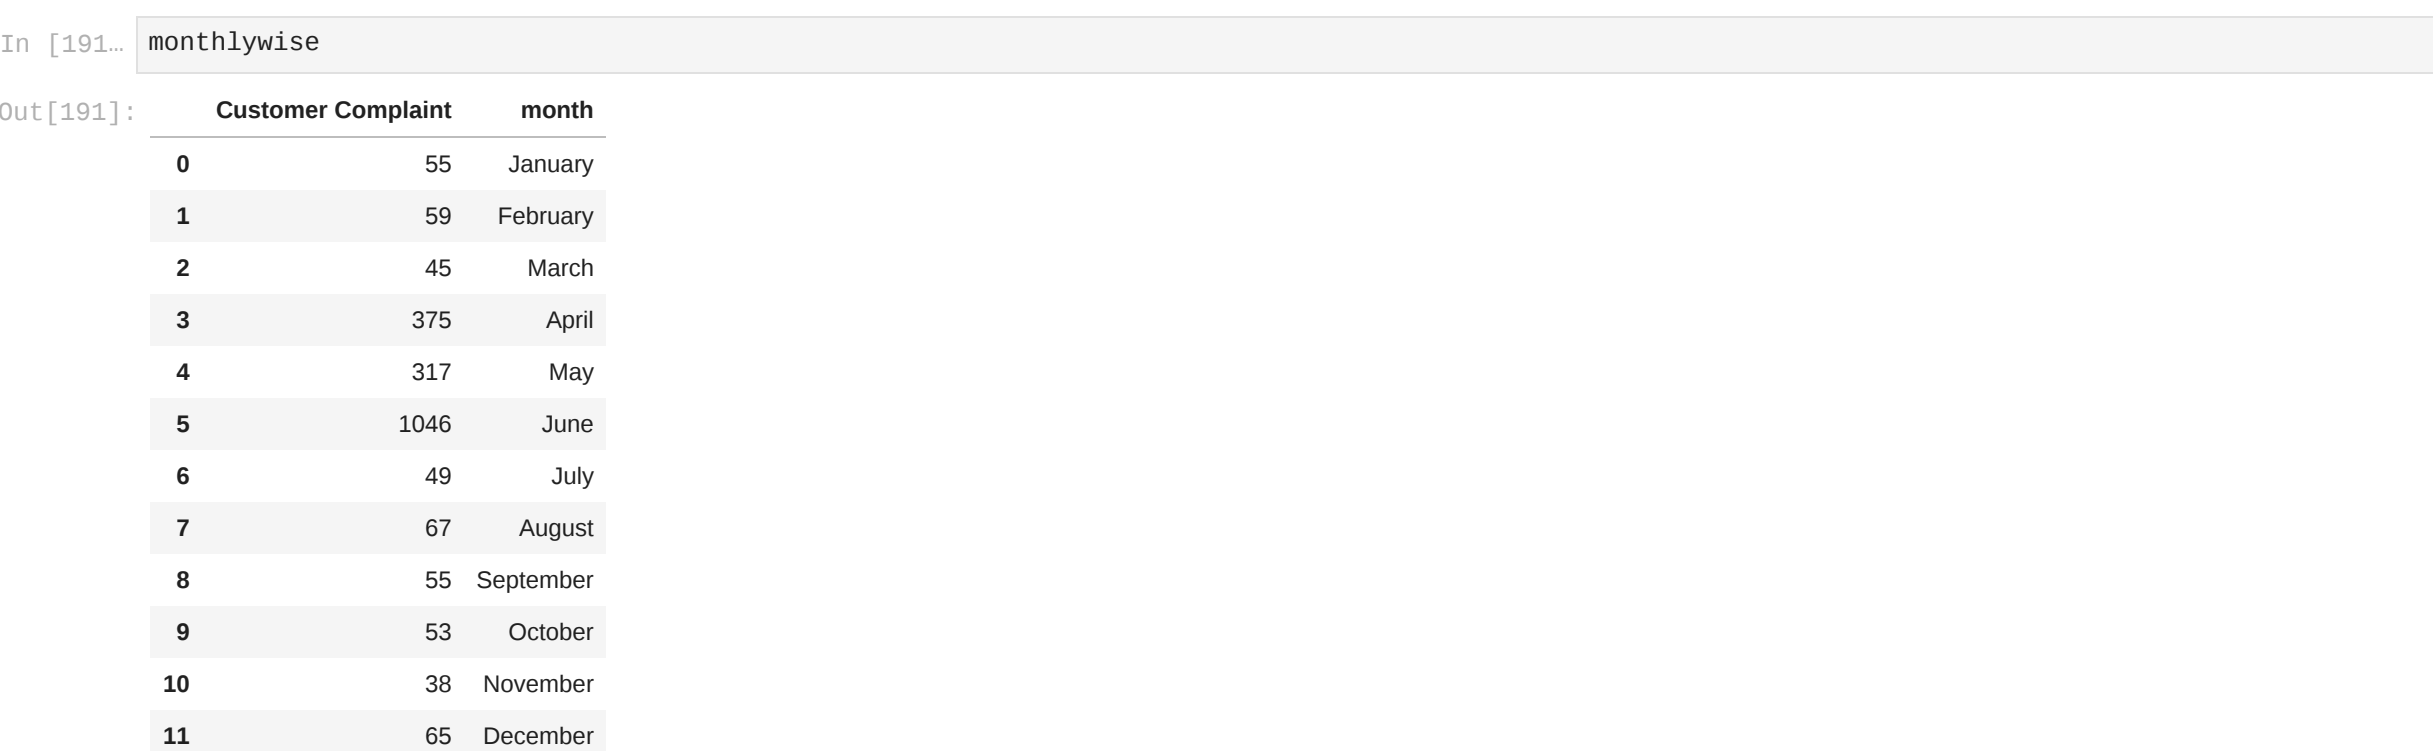 In [191… monthlywise
Out[191]: Customer Complaint month
0 55 January
1 59 February
2 45 March
3 375 April
4 317 May
5 1046 June
6 49 July
7 67 August
8 55 September
9 53 October
10 38 November
11 65 December